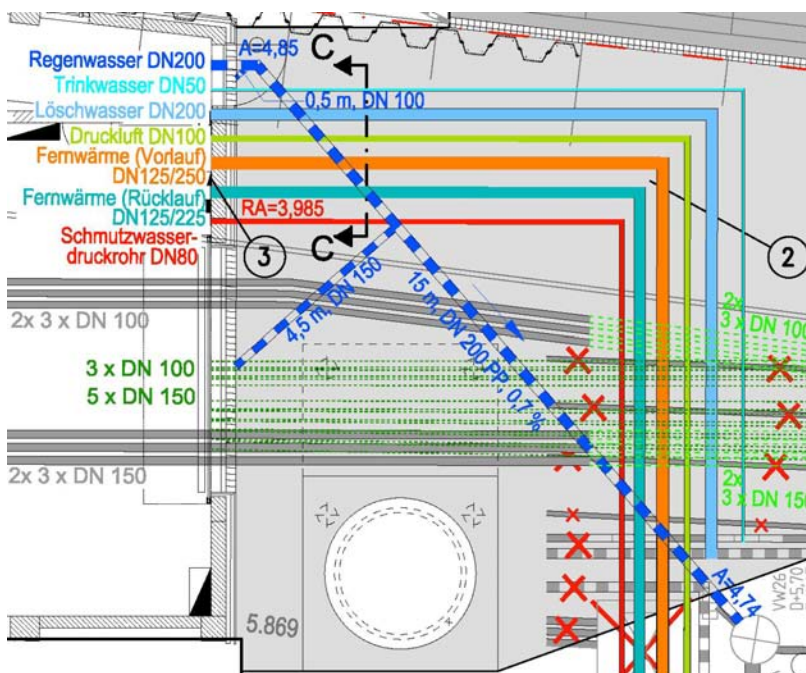 Regenwasser DN200
A=4,85
C
Trinkwasser DN50
0,5 m, DN 100
Löschwasser DN200
Druckluft DN100
Fernwärme (Vorlauf)
DN125/250
Fernwärme (Rücklauf)
DN125/225
RA=3,985
Schmutzwasser-
druckrohr DN80
C
3
2
4,5 m, DN 150
15 m, DN 200 PP, 0,7 %
2x 3 x DN 100
2x
3 x DN 100
3 x DN 100
5 x DN 150
2x 3 x DN 150
2x
3 x DN 150
A=4,74
VW26
D+5,70
5.869